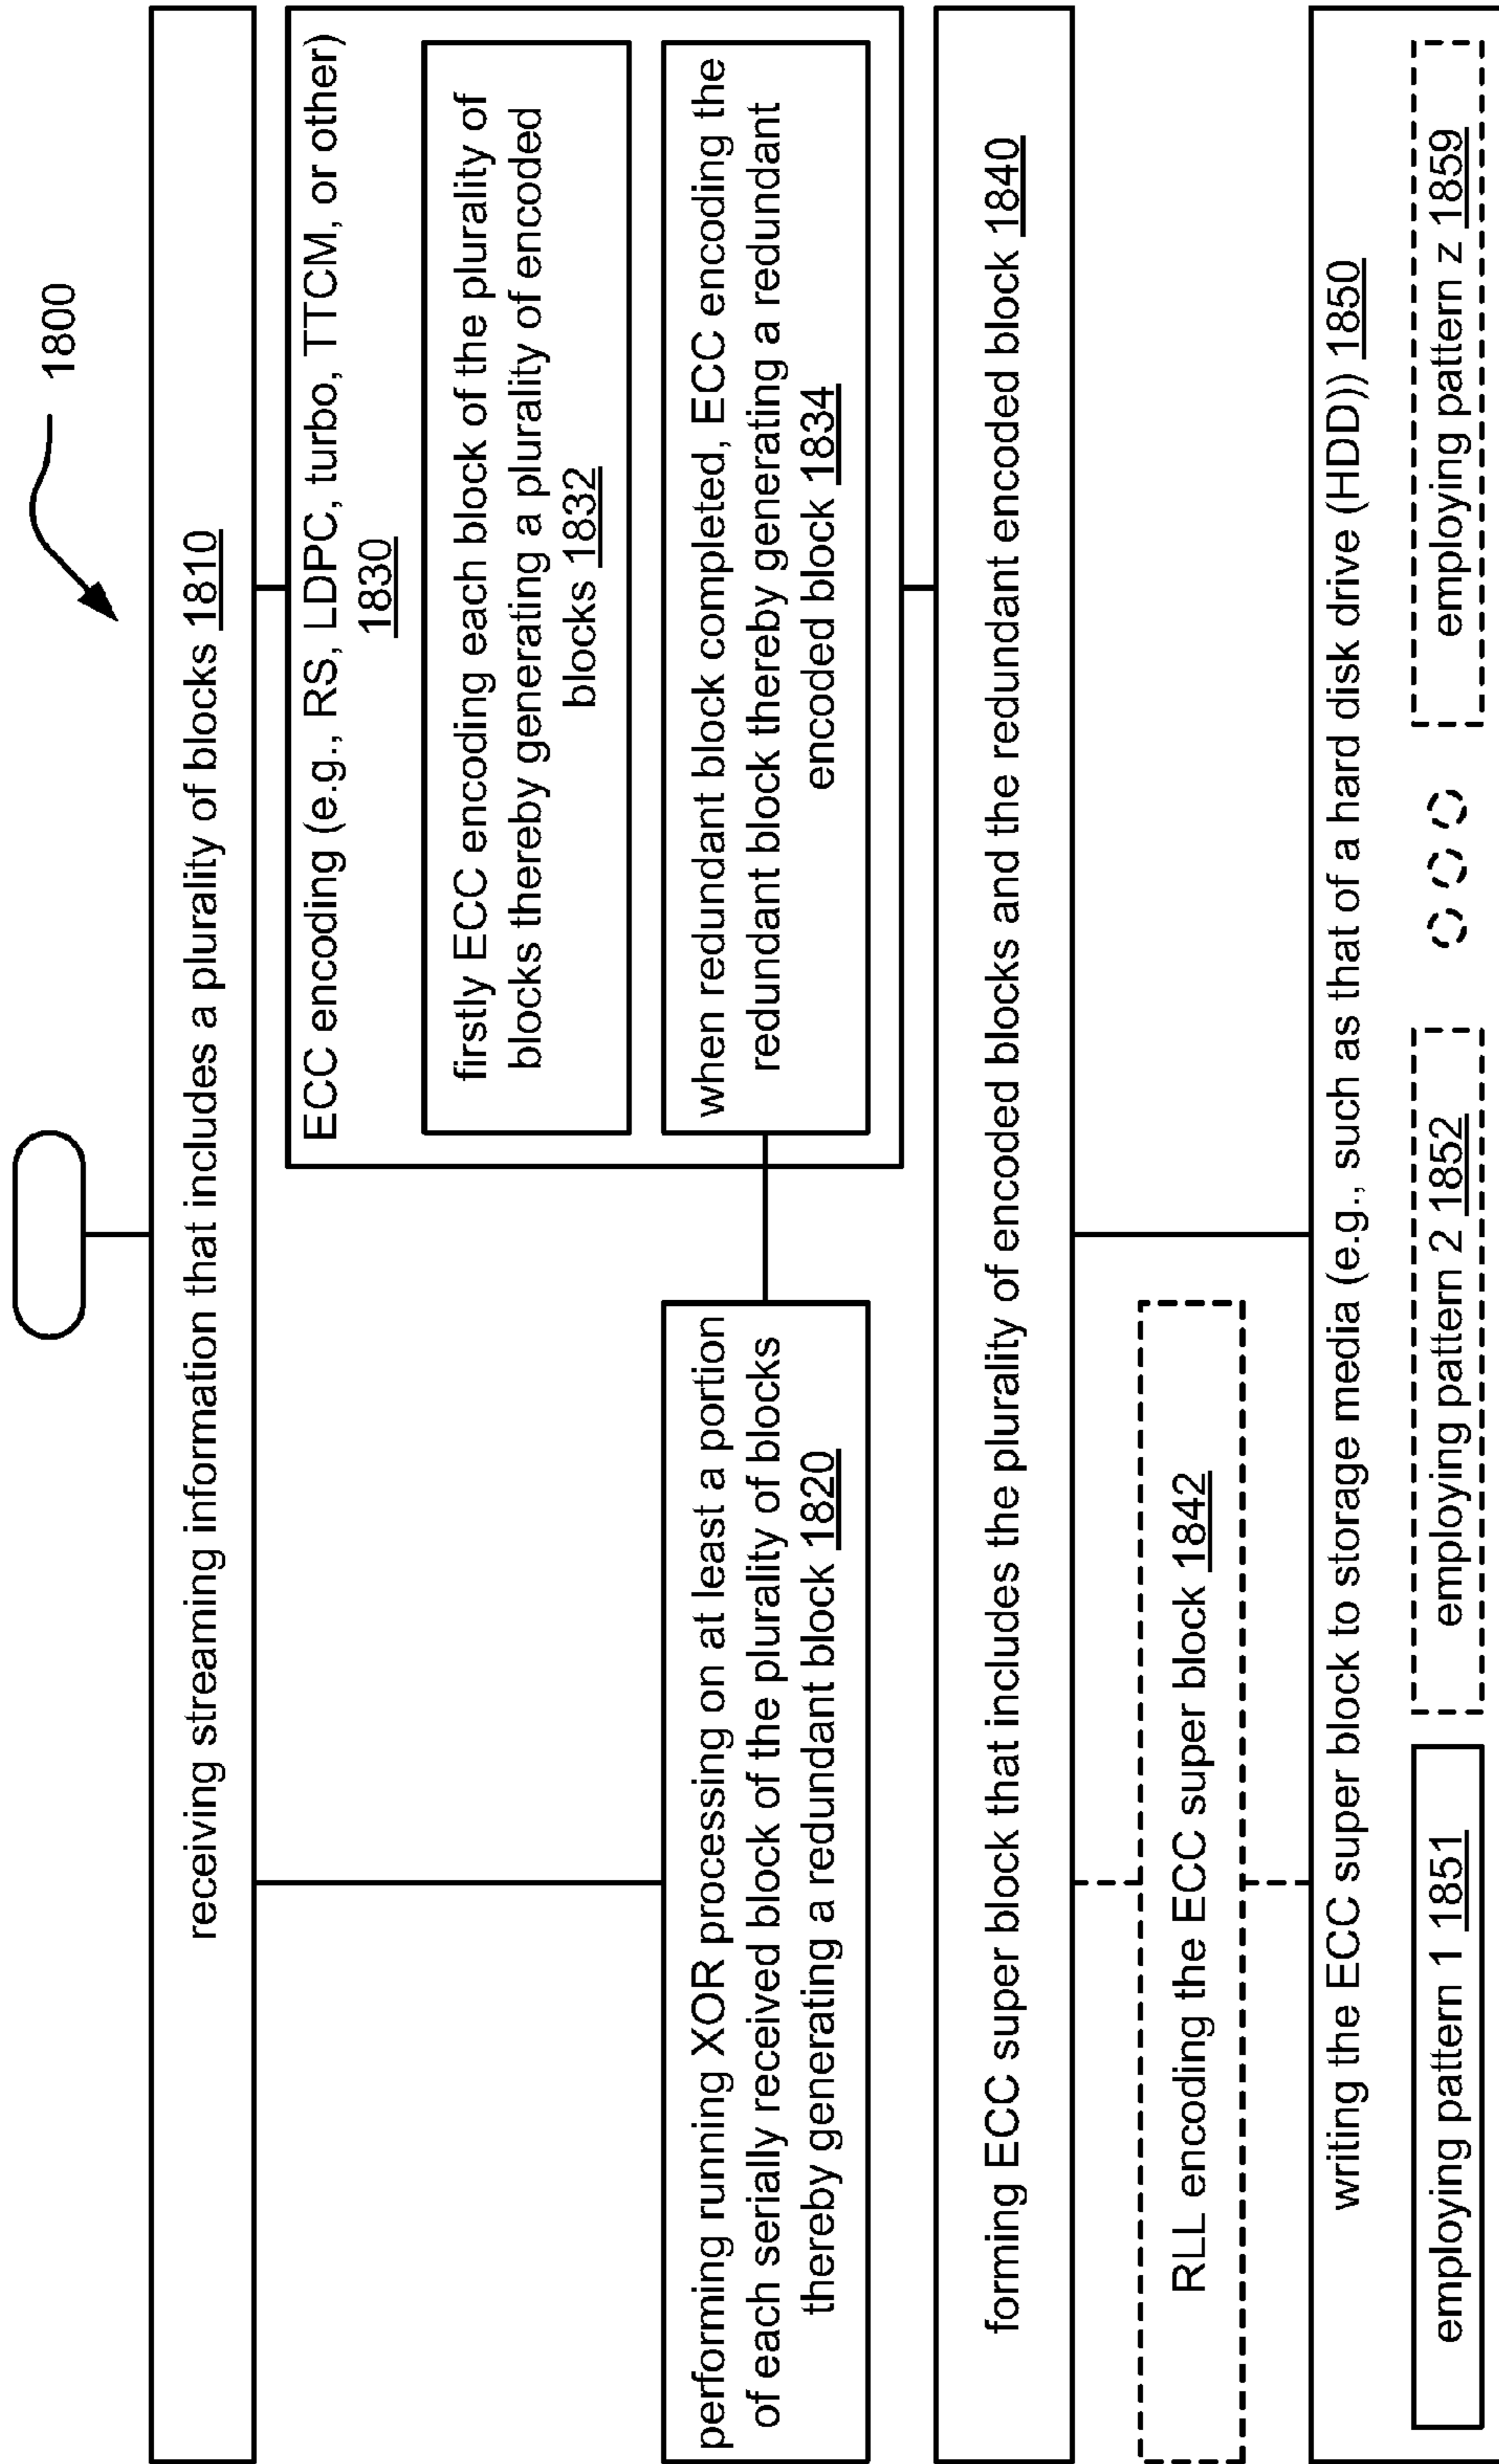 1800
receiving streaming information that includes a plurality of blocks 1810
performing running XOR processing on at least a portion
of each serially received block of the plurality of blocks
thereby generating a redundant block 1820
ECC encoding (e.g., RS, LDPC, turbo, TTCM, or other)
1830
firstly ECC encoding each block of the plurality of
blocks thereby generating a plurality of encoded
blocks 1832
when redundant block completed, ECC encoding the
redundant block thereby generating a redundant
encoded block 1834
forming ECC super block that includes the plurality of encoded blocks and the redundant encoded block 1840
RLL encoding the ECC super block 1842
writing the ECC super block to storage media (e.g., such as that of a hard disk drive (HDD)) 1850
employing pattern 1 1851
employing pattern 2 1852
employing pattern z 1859